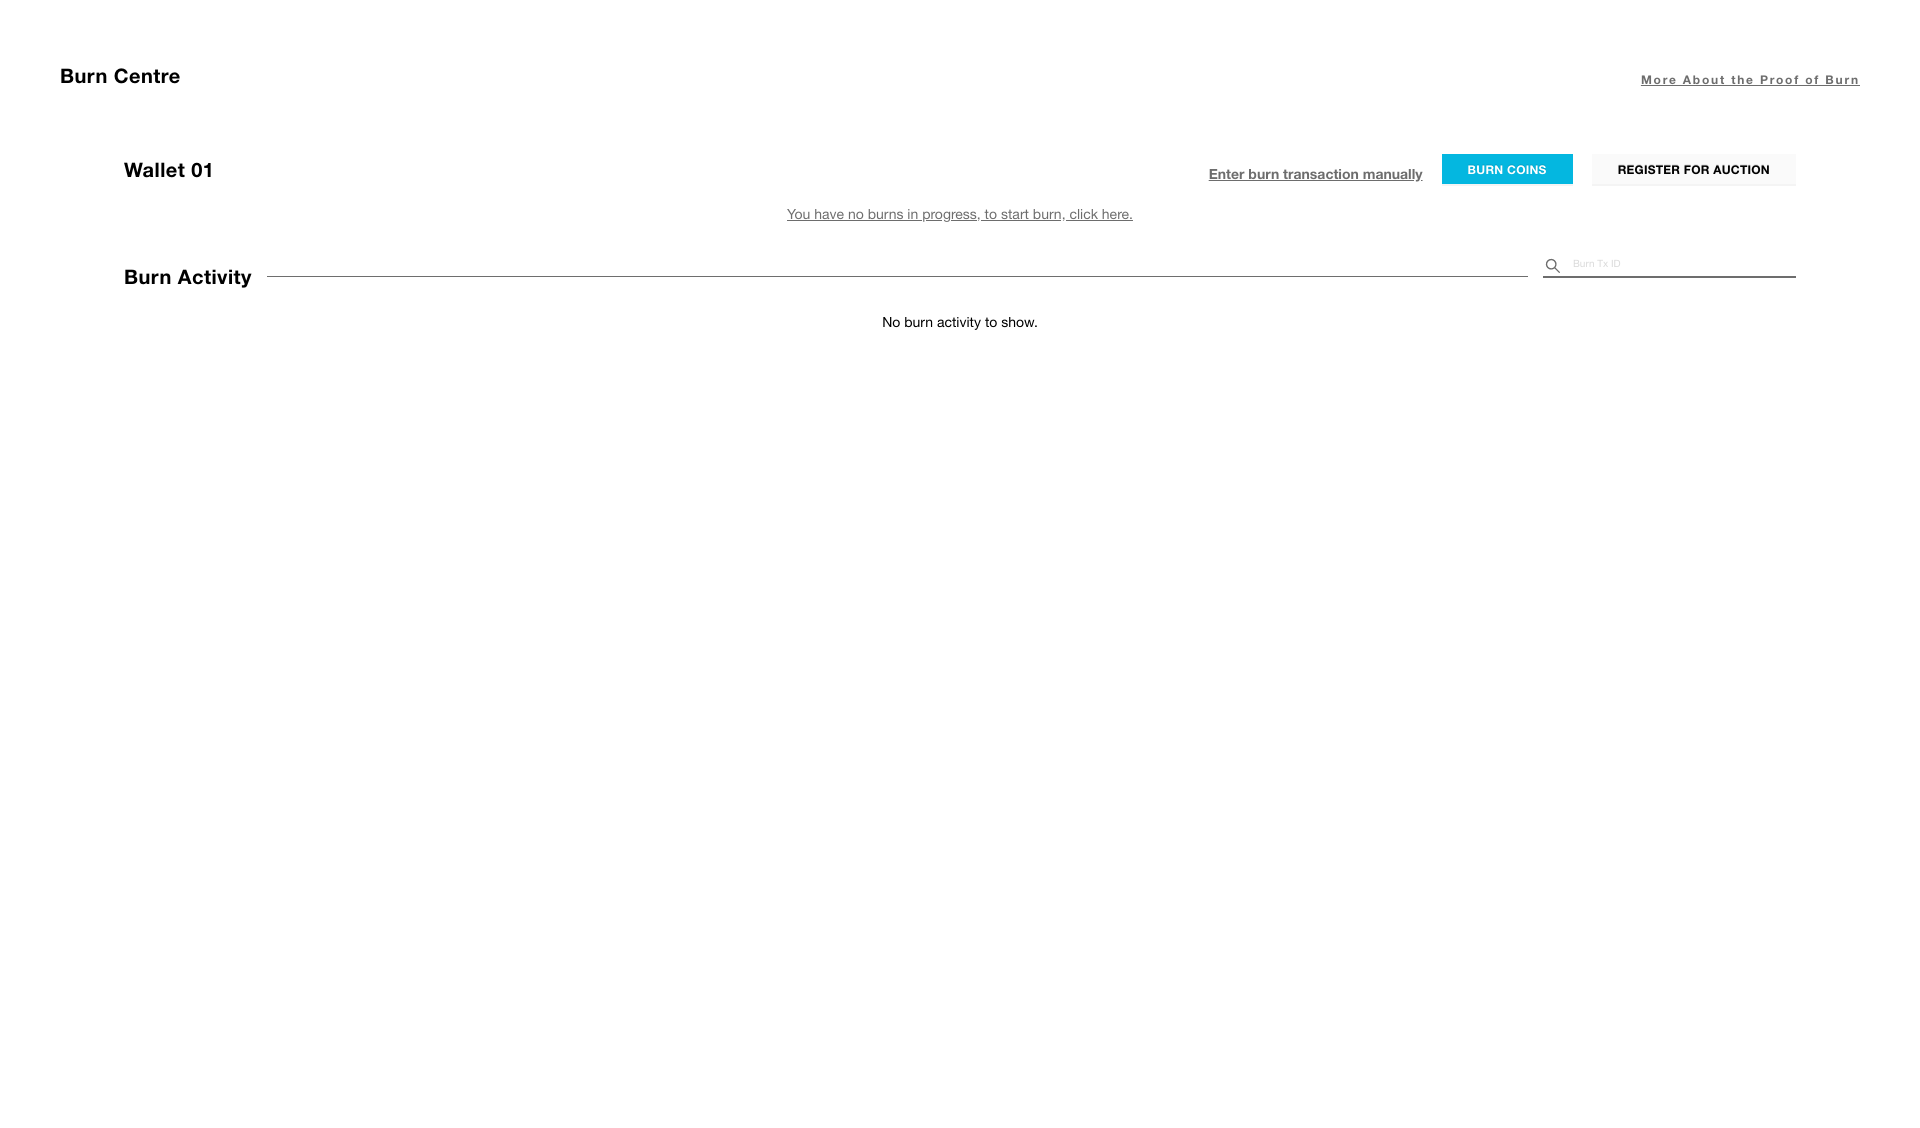 Burn Centre
More About the Proof of Burn
Wallet 01
Enter burn transaction manually
BURN COINS
REGISTER FOR AUCTION
You have no burns in progress, to start burn, click here.
Burn Activity
Burn Tx ID
No burn activity to show.